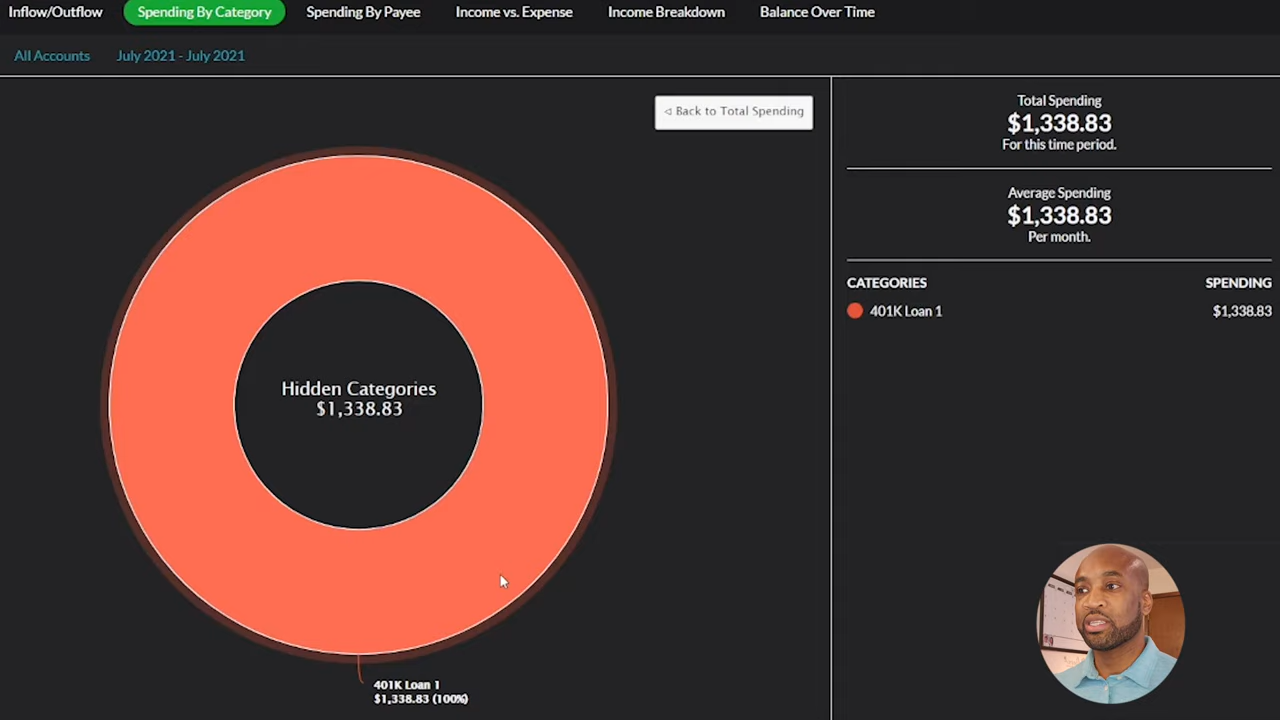 Inflow/Outflow
Spending By Category
Spending By Payee
Income vs. Expense
Income Breakdown
Balance Over Time
All Accounts
July 2021 - July 2021
◃ Back to Total Spending
Hidden Categories
$1,338.83
401K Loan 1
$1,338.83 (100%)
Total Spending
$1,338.83
For this time period.
Average Spending
$1,338.83
Per month.
CATEGORIES SPENDING
401K Loan 1 $1,338.83